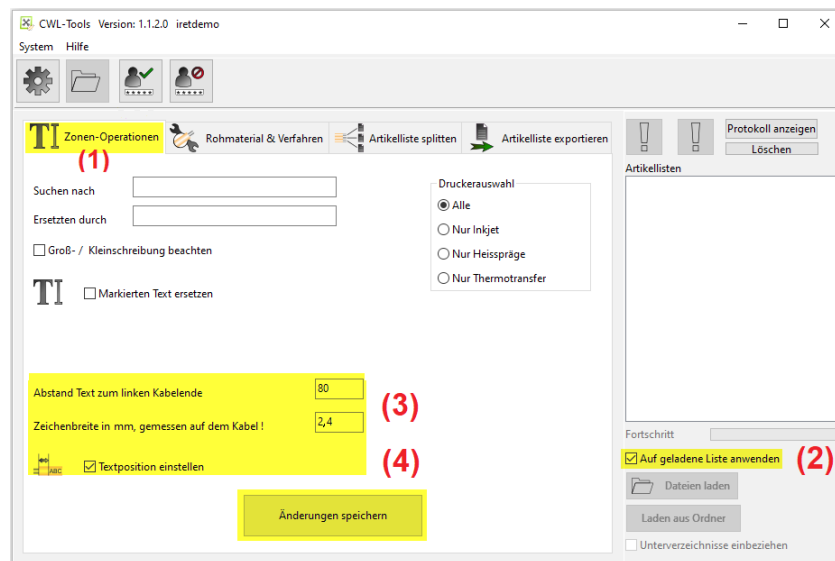 CWL-Tools Version: 1.1.2.0 iretdemo
System Hilfe
Zonen-Operationen
Rohmaterial & Verfahren
Artikelliste splitten
Artikelliste exportieren
(1)
Suchen nach
Ersetzten durch
Groß- / Kleinschreibung beachten
TI
Markierten Text ersetzen
Druckerauswahl
Alle
Nur Inkjet
Nur Heisspräge
Nur Thermotransfer
Abstand Text zum linken Kabelende
80
Zeichenbreite in mm, gemessen auf dem Kabel !
2,4
(3)
ABC
Textposition einstellen
(4)
Änderungen speichern
Protokoll anzeigen
Löschen
Artikellisten
Fortschritt
Auf geladene Liste anwenden
(2)
Dateien laden
Laden aus Ordner
Unterverzeichnisse einbeziehen